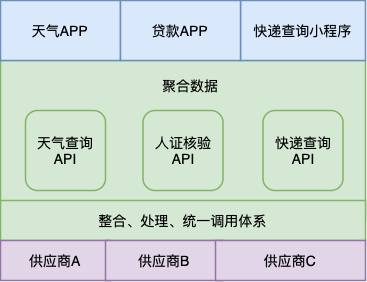 天气APP
贷款APP
快递查询小程序
聚合数据
天气查询
API
人证核验
API
快递查询
API
整合、处理、统一调用体系
供应商A
供应商B
供应商C